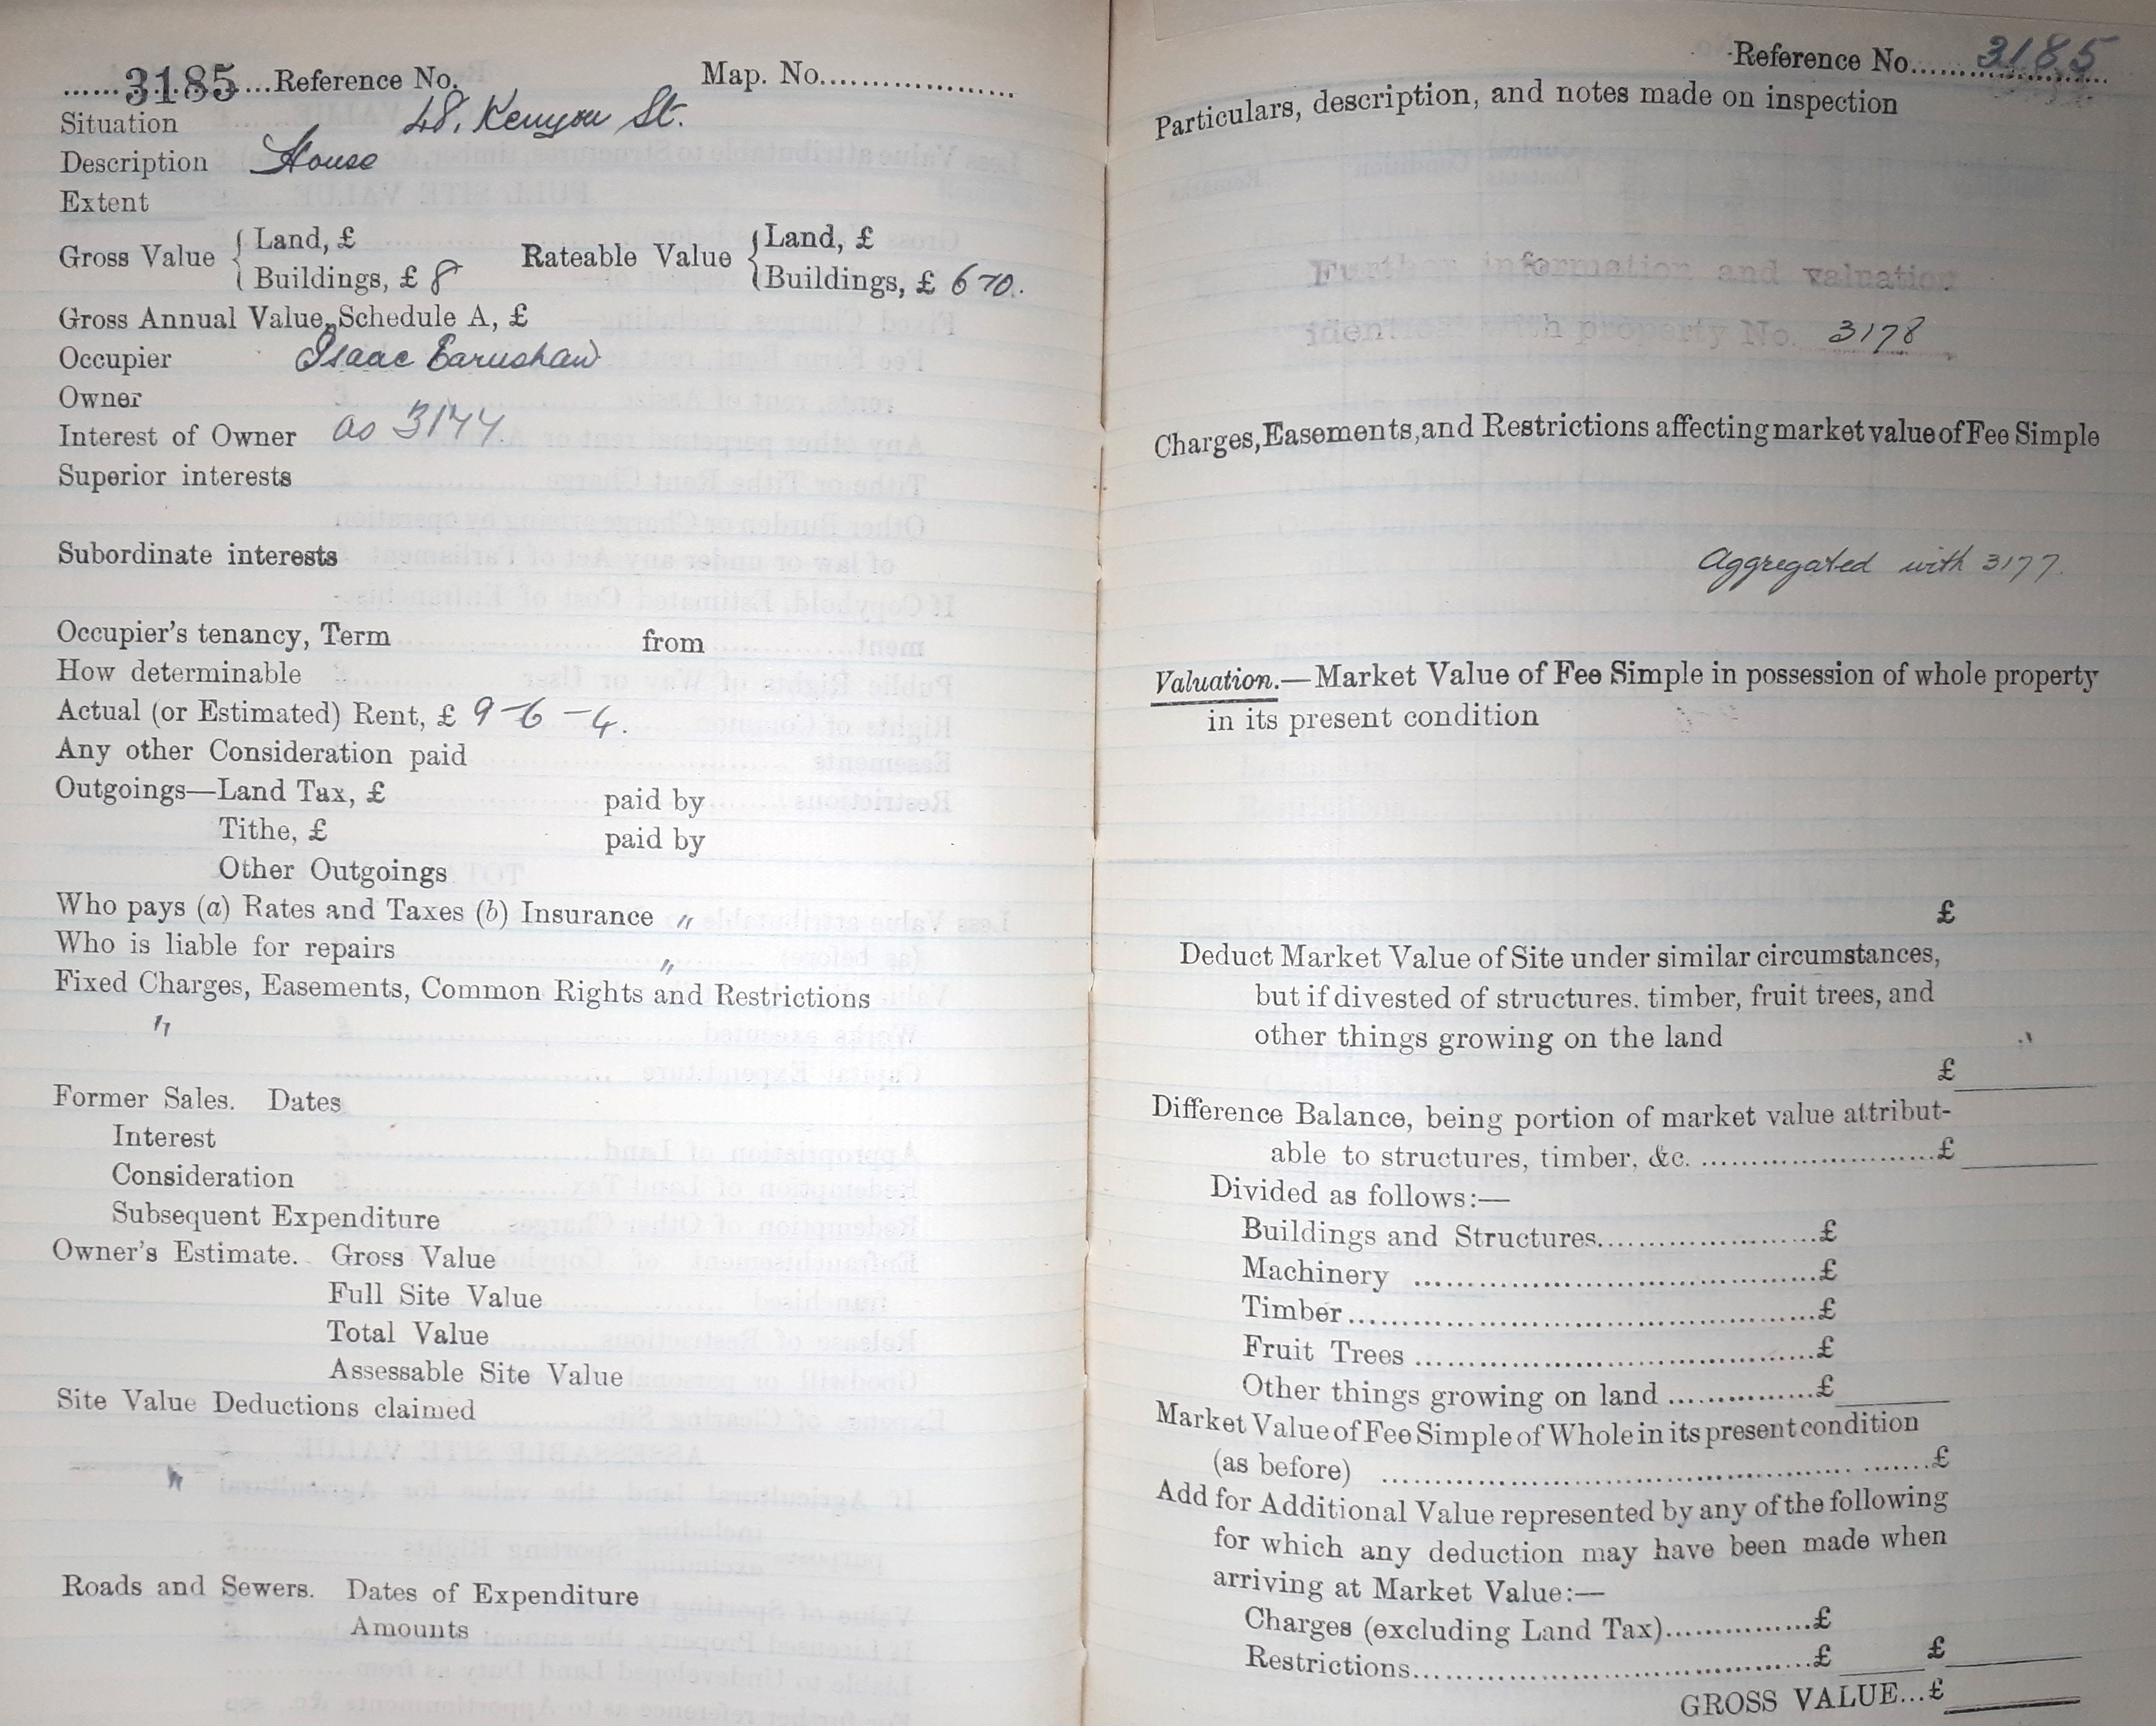 ......3185...Reference No. Map. No.....................
Situation 48, Kenyon St.
Description House
Extent
Gross Value { Land, £ Rateable Value { Land, £
Buildings, £ 8 Buildings, £ 6 70.
Gross Annual Value, Schedule A, £
Occupier Isaac Earnshaw
Owner
Interest of Owner as 3144.
Superior interests
Subordinate interests
Occupier's tenancy, Term from
How determinable
Actual (or Estimated) Rent, £ 9-6-4.
Any other Consideration paid
Outgoings—Land Tax, £ paid by
Tithe, £ paid by
Other Outgoings
Who pays (a) Rates and Taxes (b) Insurance "
Who is liable for repairs "
Fixed Charges, Easements, Common Rights and Restrictions
"
Former Sales. Dates
Interest
Consideration
Subsequent Expenditure
Owner's Estimate. Gross Value
Full Site Value
Total Value
Assessable Site Value
Site Value Deductions claimed
"
Roads and Sewers. Dates of Expenditure
Amounts
Reference No. 3185
Particulars, description, and notes made on inspection
Further information and valuation
identical with property No. 3178
Charges, Easements, and Restrictions affecting market value of Fee Simple
Aggregated with 3177.
Valuation.—Market Value of Fee Simple in possession of whole property
in its present condition
£
Deduct Market Value of Site under similar circumstances,
but if divested of structures, timber, fruit trees, and
other things growing on the land
£
Difference Balance, being portion of market value attribut-
able to structures, timber, &c. ..........................£
Divided as follows:—
Buildings and Structures........................£
Machinery ............................................£
Timber...................................................£
Fruit Trees ............................................£
Other things growing on land ................£
Market Value of Fee Simple of Whole in its present condition
(as before) ............................................................£
Add for Additional Value represented by any of the following
for which any deduction may have been made when
arriving at Market Value:—
Charges (excluding Land Tax)................£
Restrictions............................................£ £
GROSS VALUE...£